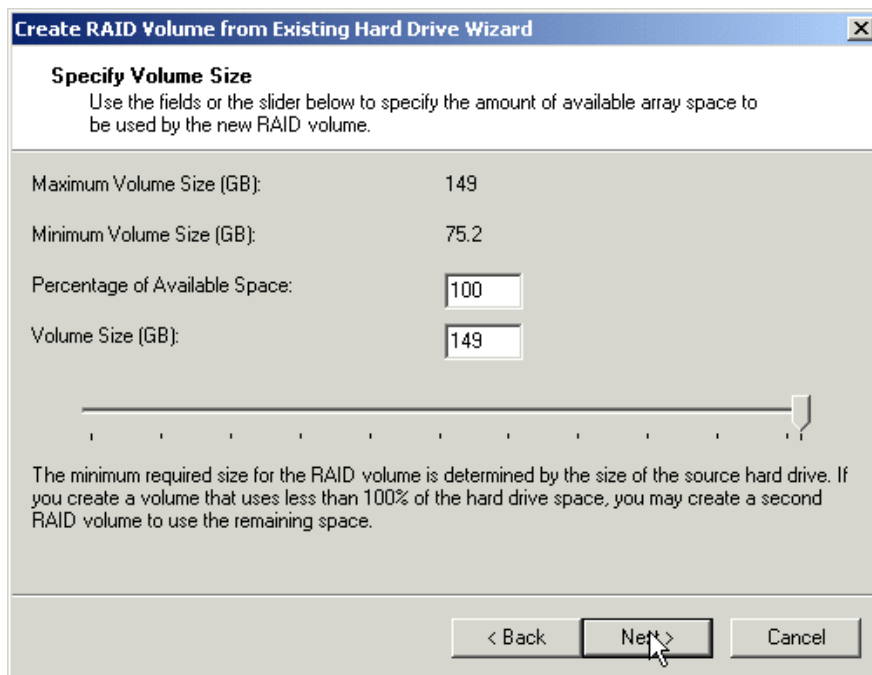 Create RAID Volume from Existing Hard Drive Wizard
Specify Volume Size
Use the fields or the slider below to specify the amount of available array space to
be used by the new RAID volume.
Maximum Volume Size (GB): 149
Minimum Volume Size (GB): 75.2
Percentage of Available Space: 100
Volume Size (GB): 149
The minimum required size for the RAID volume is determined by the size of the source hard drive. If
you create a volume that uses less than 100% of the hard drive space, you may create a second
RAID volume to use the remaining space.
< Back Next > Cancel